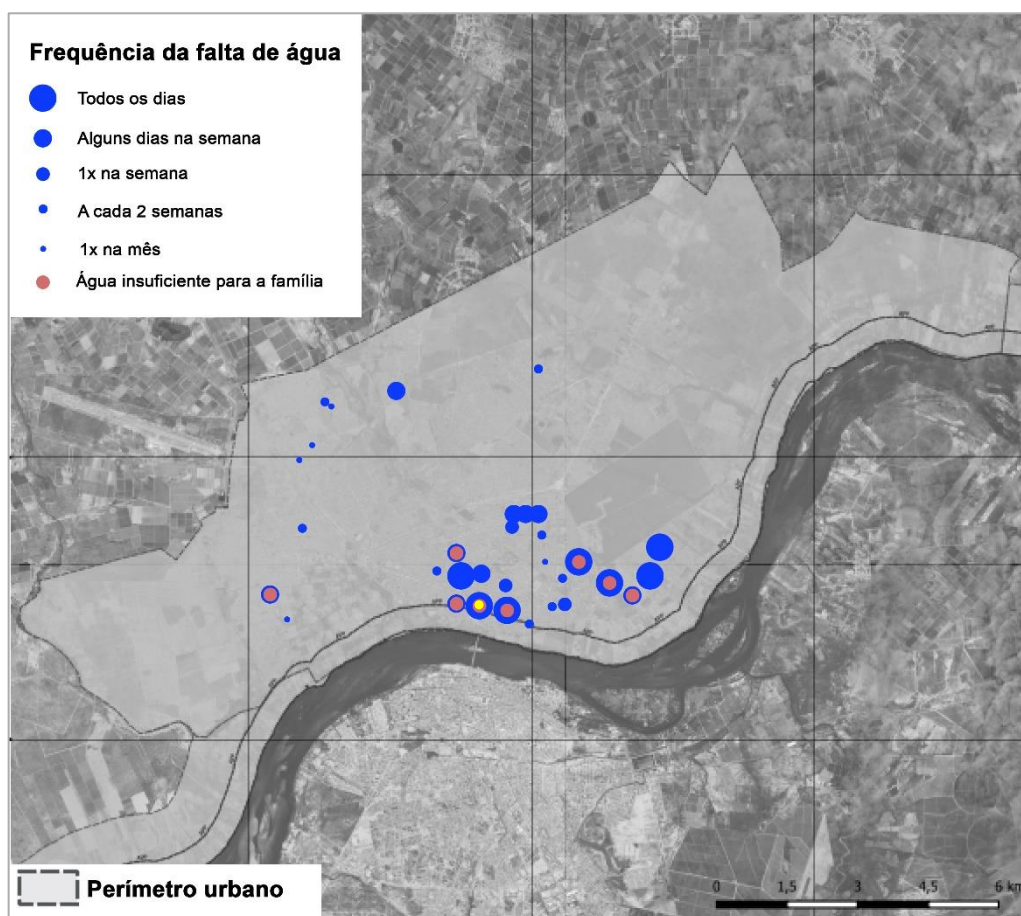 Frequência da falta de água
Todos os dias
Alguns dias na semana
1x na semana
A cada 2 semanas
1x na mês
Água insuficiente para a família
Perímetro urbano
0 1,5 3 4,5 6 km